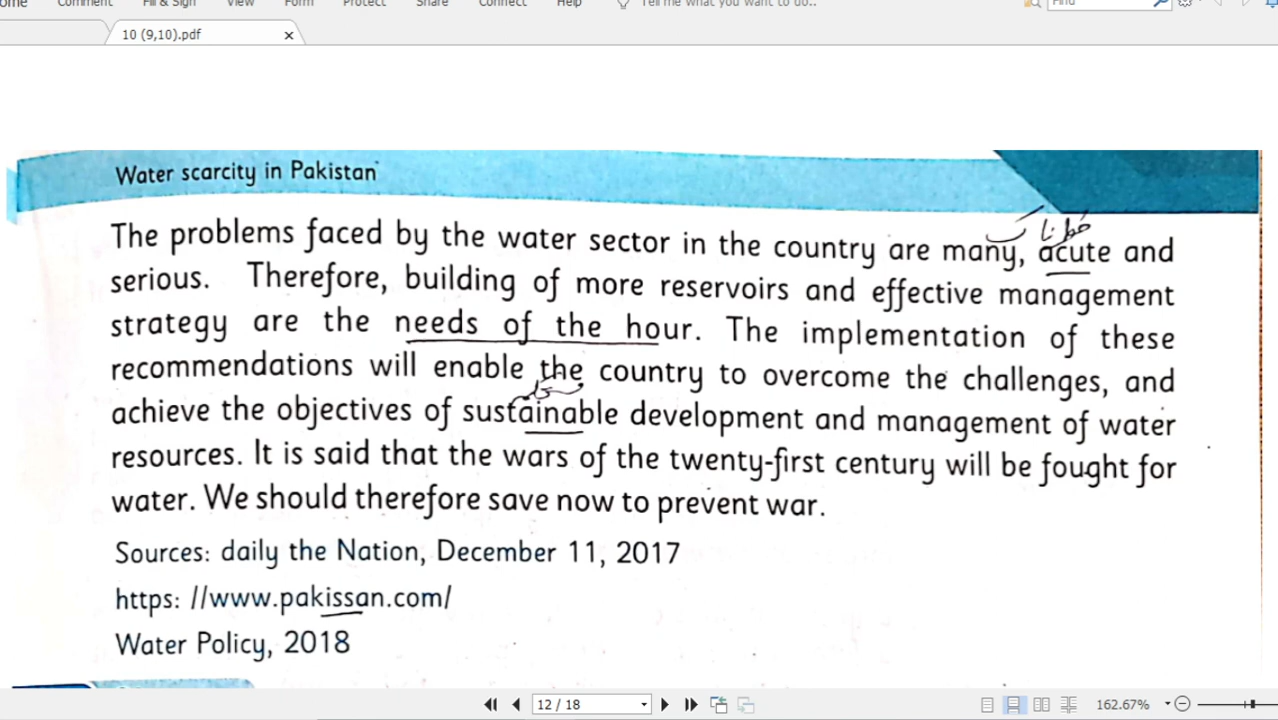 Comment Fill & Sign View Form Protect Share Connect Help Tell me what you want to do.. Find
10 (9,10).pdf
Water scarcity in Pakistan
خطرناک
The problems faced by the water sector in the country are many, acute and
serious. Therefore, building of more reservoirs and effective management
strategy are the needs of the hour. The implementation of these
recommendations will enable the country to overcome the challenges, and
achieve the objectives of sustainable development and management of water
resources. It is said that the wars of the twenty-first century will be fought for
water. We should therefore save now to prevent war.
Sources: daily the Nation, December 11, 2017
https: //www.pakissan.com/
Water Policy, 2018
12 / 18 162.67%